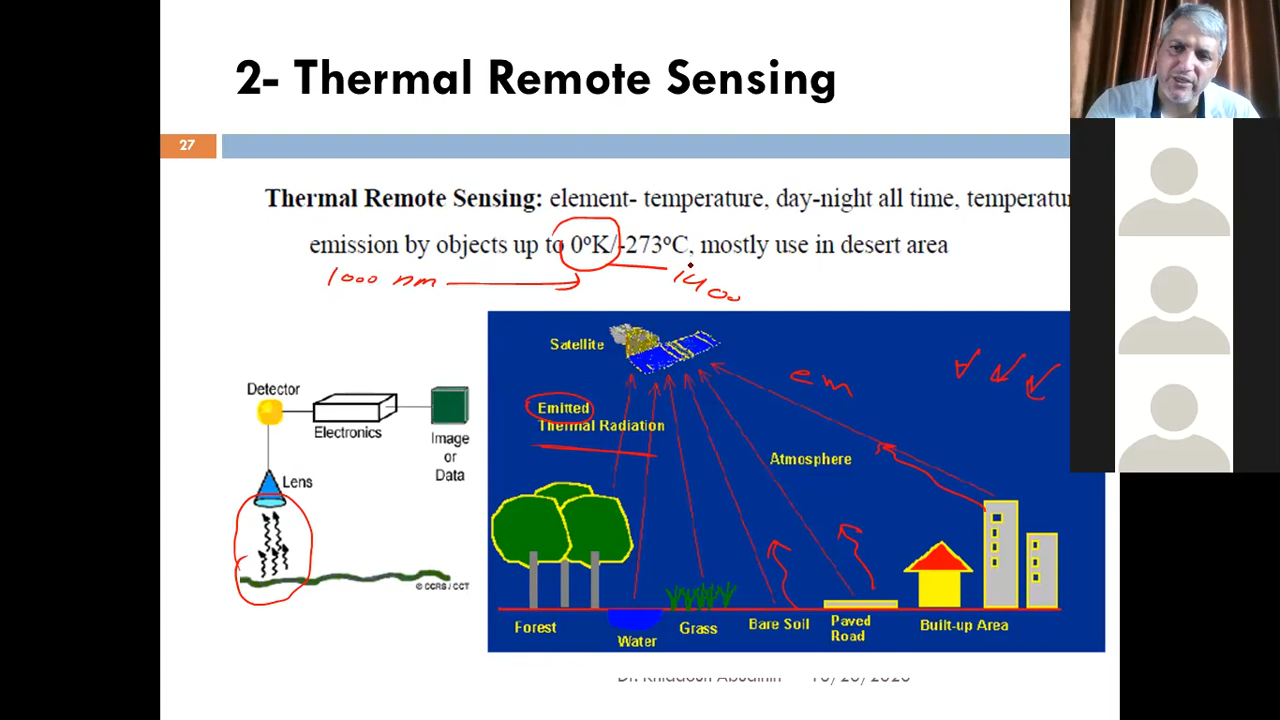 2- Thermal Remote Sensing
27
Thermal Remote Sensing: element- temperature, day-night all time,
emission by objects up to 0°K/-273°C, mostly use in desert area
1000 nm
1400
Satellite
em
Detector
Electronics
Image
or
Data
Lens
Emitted
Thermal Radiation
Atmosphere
© CCRS / CCT
Forest
Water
Grass
Bare Soil
Paved
Road
Built-up Area